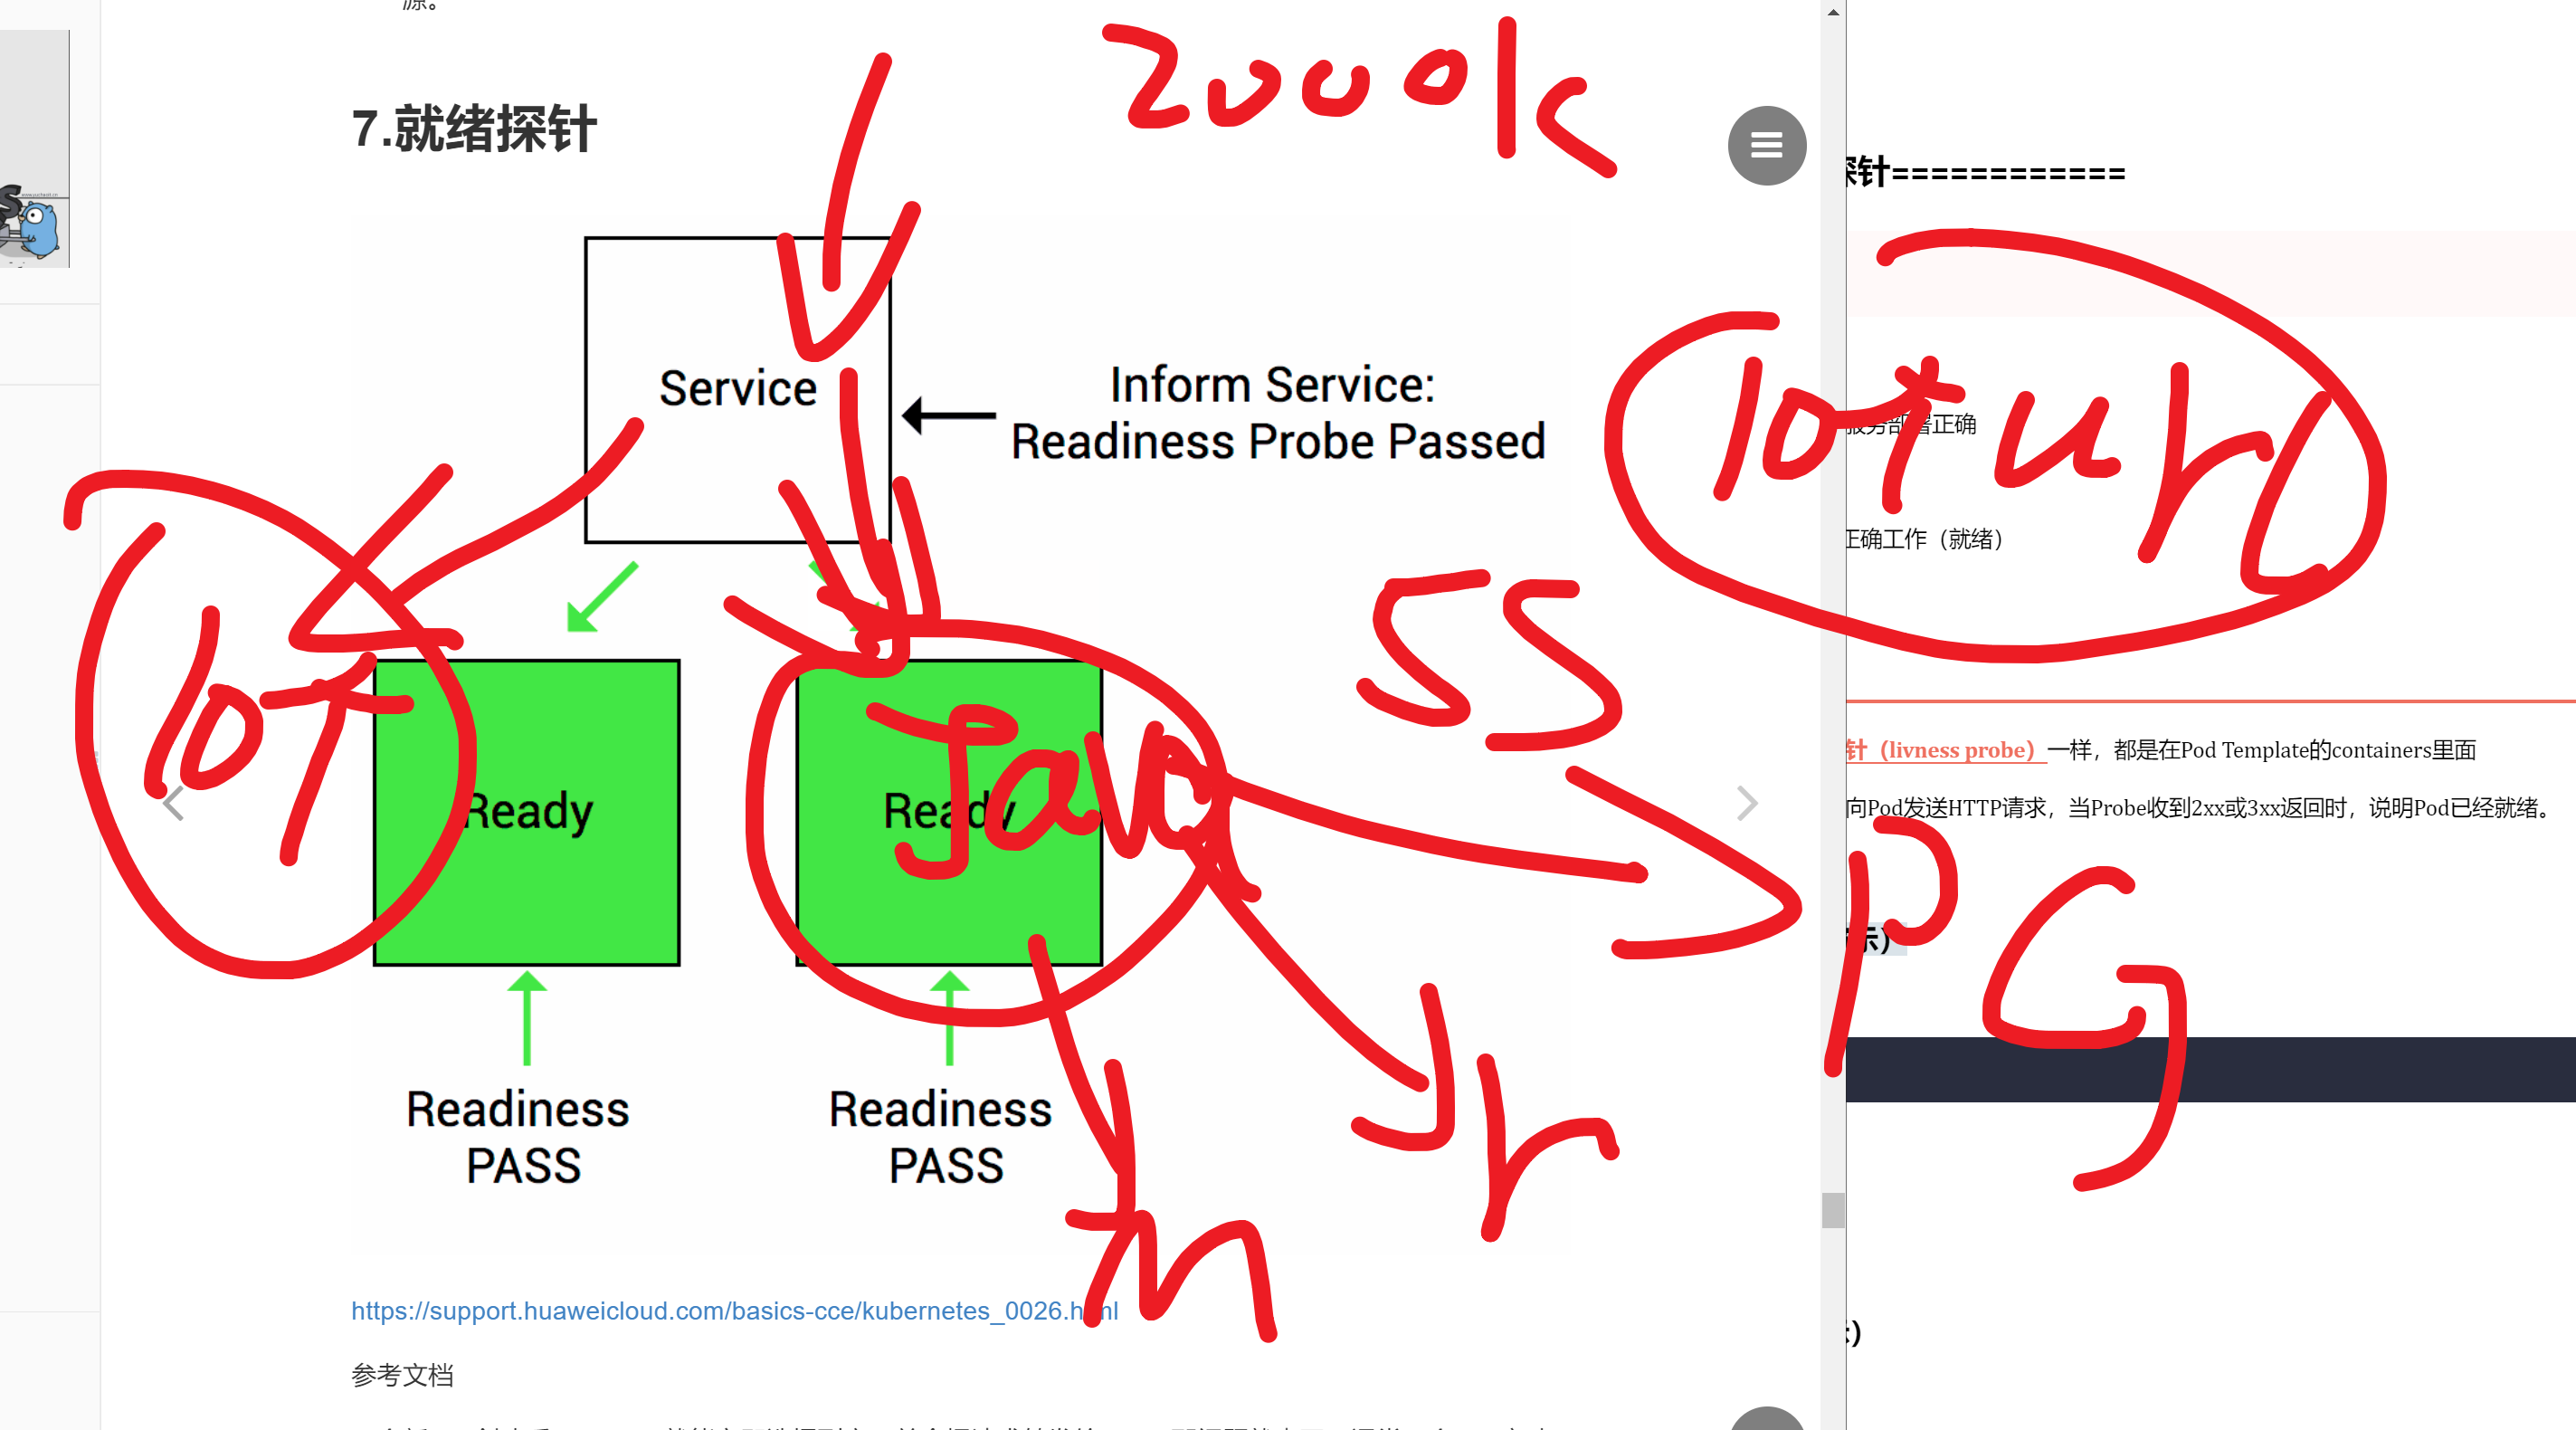 源。
7.就绪探针
2000k
Service
Inform Service:
Readiness Probe Passed
Ready
Ready
Java
5s
10+
Readiness
PASS
Readiness
PASS
m
r
PG
https://support.huaweicloud.com/basics-cce/kubernetes_0026.html
参考文档
探针============
10+
服务部署正确
正确工作（就绪）
针（livness probe）一样，都是在Pod Template的containers里面
向Pod发送HTTP请求，当Probe收到2xx或3xx返回时，说明Pod已经就绪。
示）